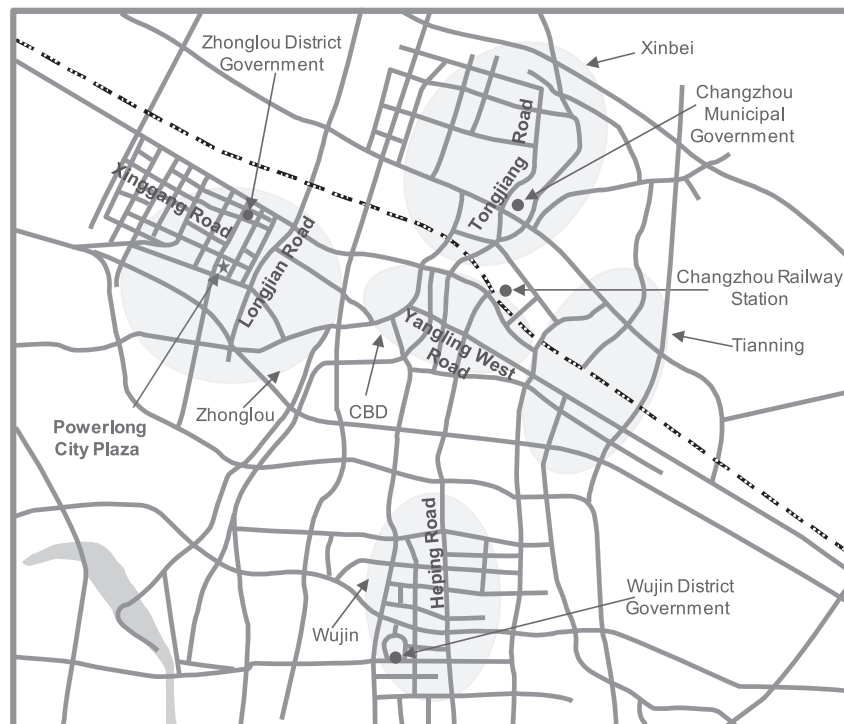 Zhonglou District
Government
Xinbei
Changzhou
Municipal
Government
Tongjiang Road
Xinggang Road
Longjian Road
Changzhou Railway
Station
Yangling West
Road
Tianning
Zhonglou
CBD
Powerlong
City Plaza
Heping Road
Wujin District
Government
Wujin